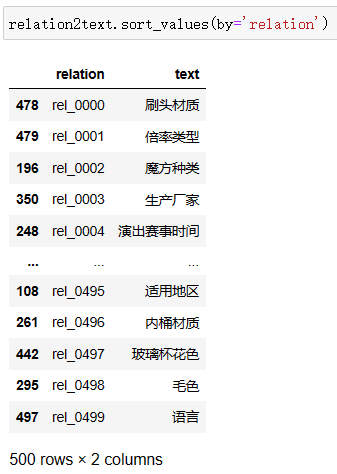 relation2text.sort_values(by='relation')
relation text
478 rel_0000 刷头材质
479 rel_0001 倍率类型
196 rel_0002 魔方种类
350 rel_0003 生产厂家
248 rel_0004 演出赛事时间
... ... ...
108 rel_0495 适用地区
261 rel_0496 内桶材质
442 rel_0497 玻璃杯花色
295 rel_0498 毛色
497 rel_0499 语言
500 rows × 2 columns